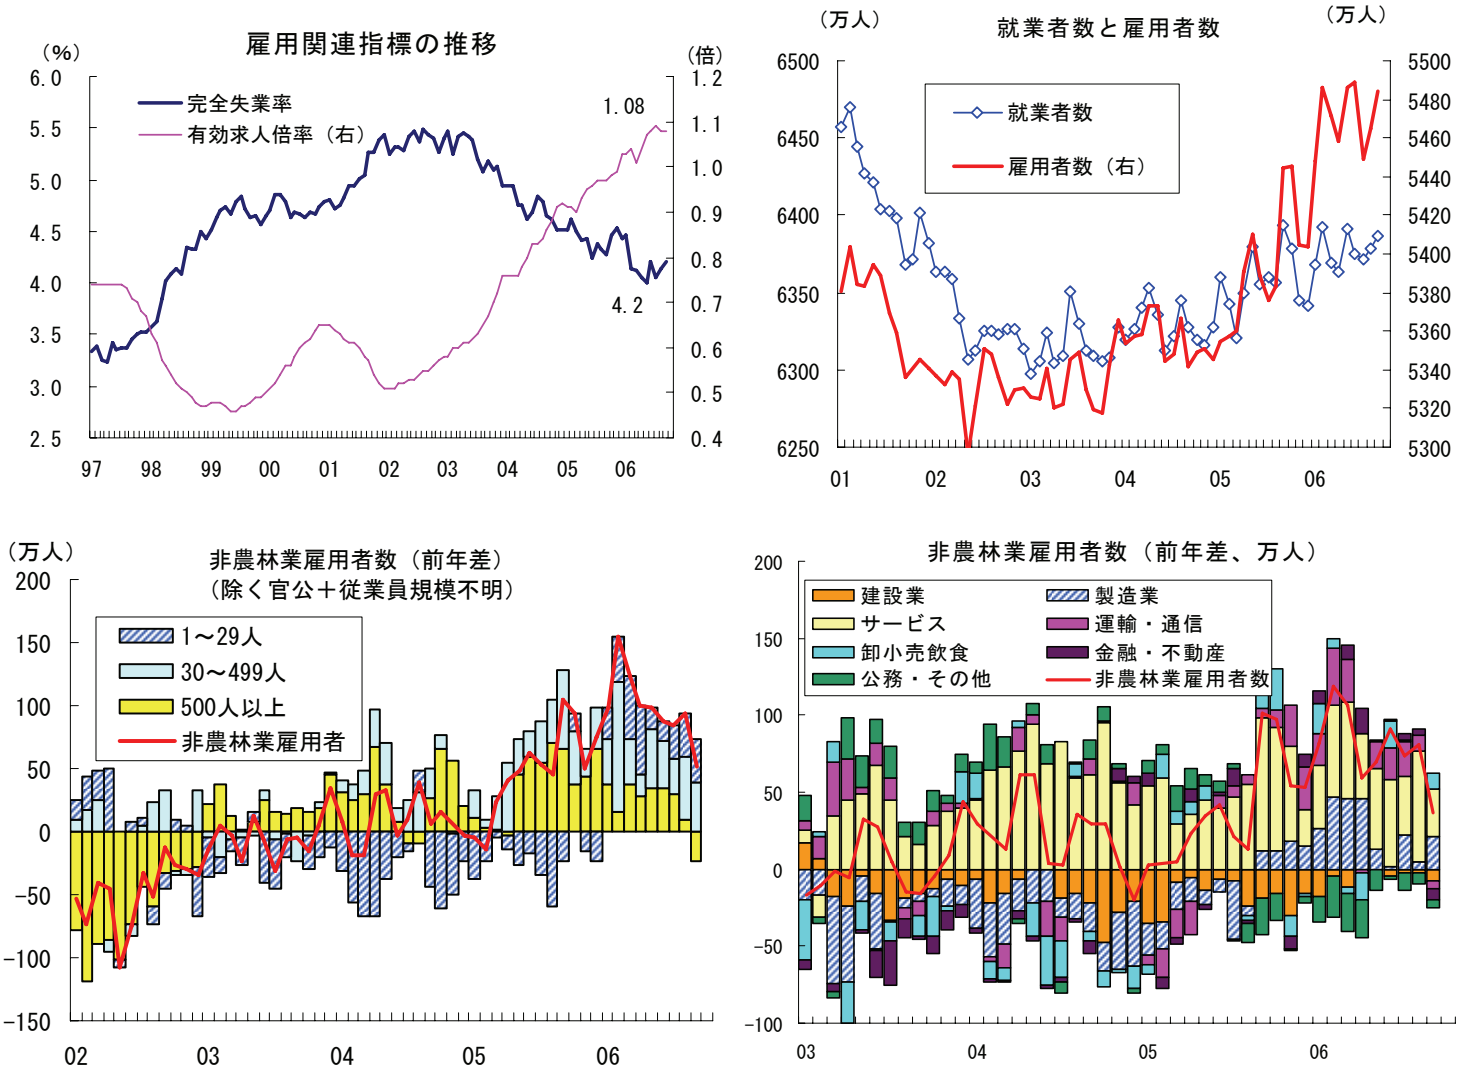 雇用関連指標の推移
(%)
(倍)
完全失業率
有効求人倍率（右）
1.08
4.2
6.0
5.5
5.0
4.5
4.0
3.5
3.0
2.5
1.2
1.1
1.0
0.9
0.8
0.7
0.6
0.5
0.4
97 98 99 00 01 02 03 04 05 06
（万人）
就業者数と雇用者数
（万人）
就業者数
雇用者数（右）
6500
6450
6400
6350
6300
6250
5500
5480
5460
5440
5420
5400
5380
5360
5340
5320
5300
01 02 03 04 05 06
（万人）
非農林業雇用者数（前年差）
（除く官公＋従業員規模不明）
1～29人
30～499人
500人以上
非農林業雇用者
200
150
100
50
0
-50
-100
-150
02 03 04 05 06
非農林業雇用者数（前年差、万人）
建設業 製造業
サービス 運輸・通信
卸小売飲食 金融・不動産
公務・その他 非農林業雇用者数
200
150
100
50
0
-50
-100
03 04 05 06